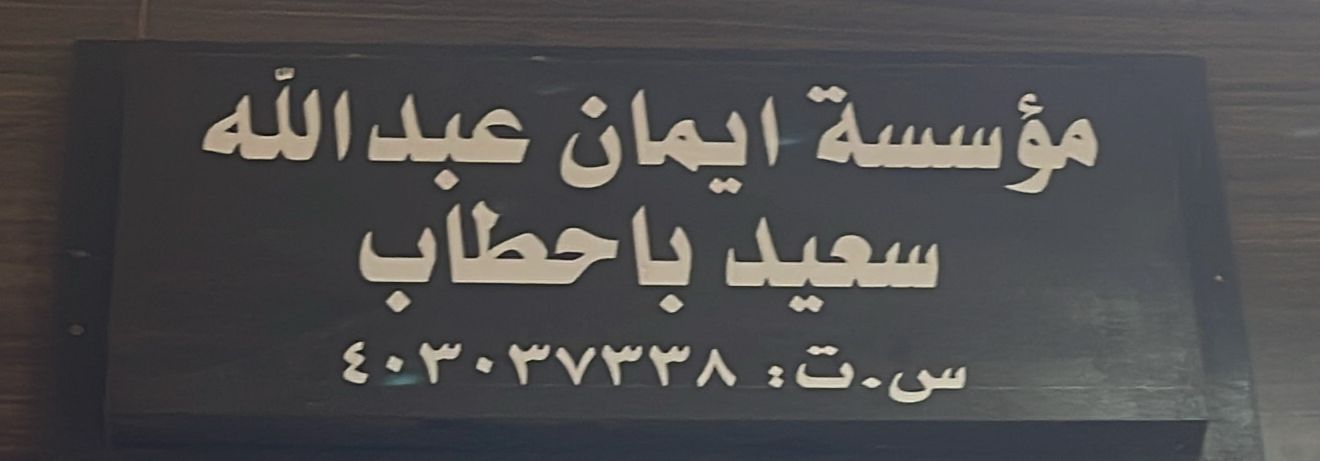 مؤسسة ايمان عبدالله
سعيد باحطاب
س.ت: ٤٠٣٠٣٧٣٣٨